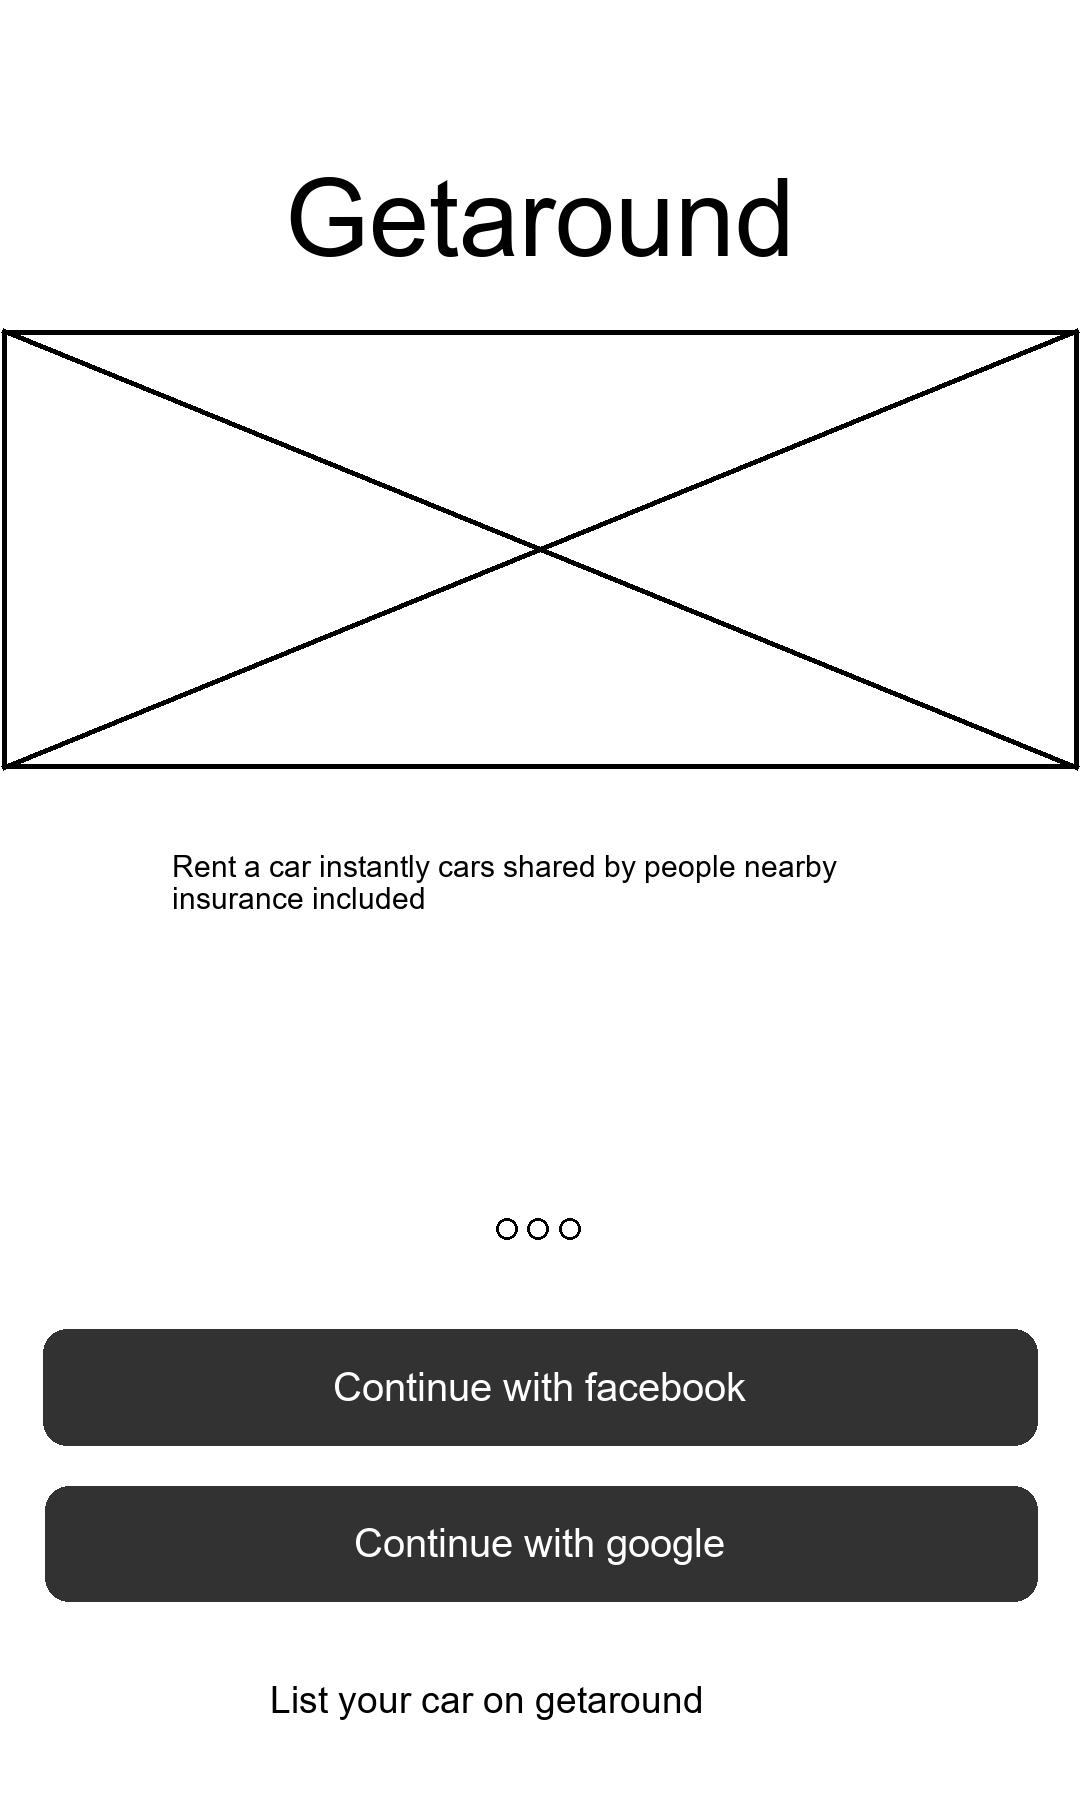 Getaround
Rent a car instantly cars shared by people nearby
insurance included
Continue with facebook
Continue with google
List your car on getaround